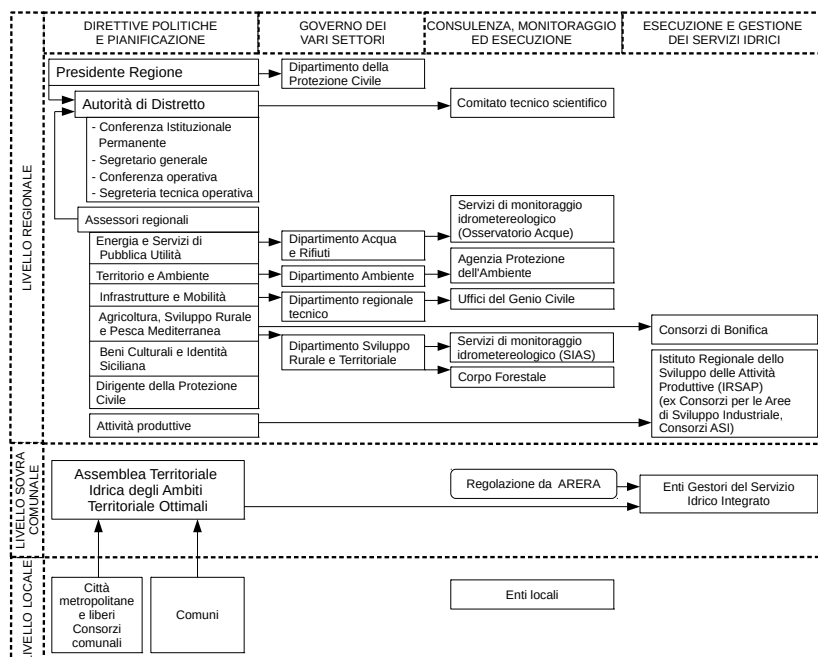 DIRETTIVE POLITICHE
E PIANIFICAZIONE
GOVERNO DEI
VARI SETTORI
CONSULENZA, MONITORAGGIO
ED ESECUZIONE
ESECUZIONE E GESTIONE
DEI SERVIZI IDRICI
LIVELLO REGIONALE
Presidente Regione
Dipartimento della
Protezione Civile
Autorità di Distretto
Comitato tecnico scientifico
- Conferenza Istituzionale
Permanente
- Segretario generale
- Conferenza operativa
- Segreteria tecnica operativa
Assessori regionali
Energia e Servizi di
Pubblica Utilità
Dipartimento Acqua
e Rifiuti
Servizi di monitoraggio
idrometereologico
(Osservatorio Acque)
Territorio e Ambiente
Dipartimento Ambiente
Agenzia Protezione
dell'Ambiente
Infrastrutture e Mobilità
Dipartimento regionale
tecnico
Uffici del Genio Civile
Agricoltura, Sviluppo Rurale
e Pesca Mediterranea
Consorzi di Bonifica
Dipartimento Sviluppo
Rurale e Territoriale
Servizi di monitoraggio
idrometereologico (SIAS)
Corpo Forestale
Beni Culturali e Identità
Siciliana
Dirigente della Protezione
Civile
Attività produttive
Istituto Regionale dello
Sviluppo delle Attività
Produttive (IRSAP)
(ex Consorzi per le Aree
di Sviluppo Industriale,
Consorzi ASI)
LIVELLO SOVRA
COMUNALE
Assemblea Territoriale
Idrica degli Ambiti
Territoriale Ottimali
Regolazione da ARERA
Enti Gestori del Servizio
Idrico Integrato
LIVELLO LOCALE
Città
metropolitane
e liberi
Consorzi
comunali
Comuni
Enti locali